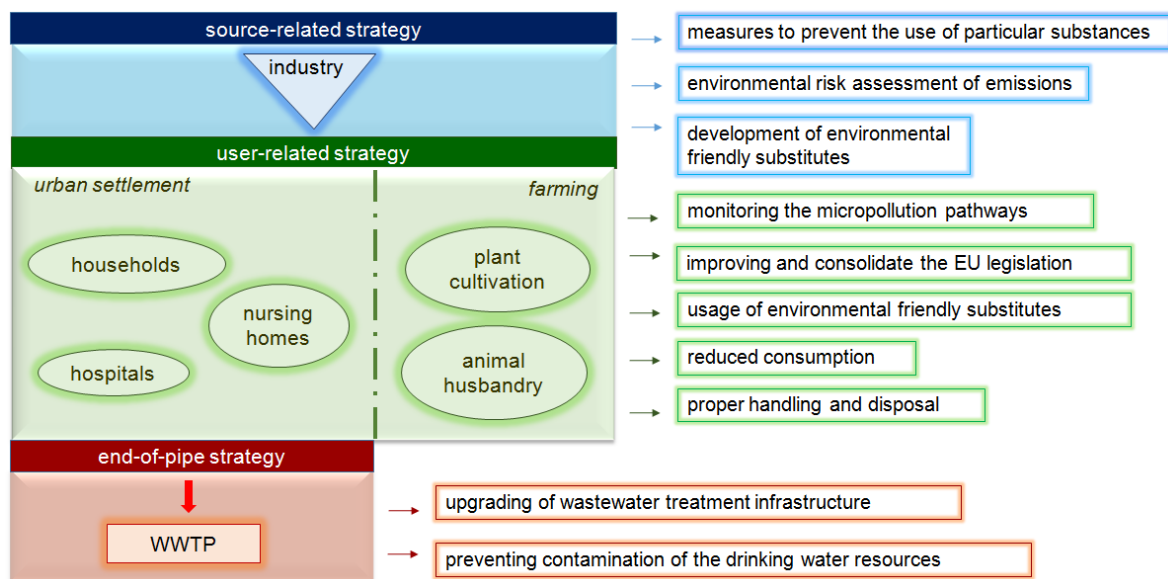 source-related strategy
industry
measures to prevent the use of particular substances
environmental risk assessment of emissions
development of environmental
friendly substitutes
user-related strategy
urban settlement
farming
households
nursing
homes
hospitals
plant
cultivation
animal
husbandry
monitoring the micropollution pathways
improving and consolidate the EU legislation
usage of environmental friendly substitutes
reduced consumption
proper handling and disposal
end-of-pipe strategy
WWTP
upgrading of wastewater treatment infrastructure
preventing contamination of the drinking water resources